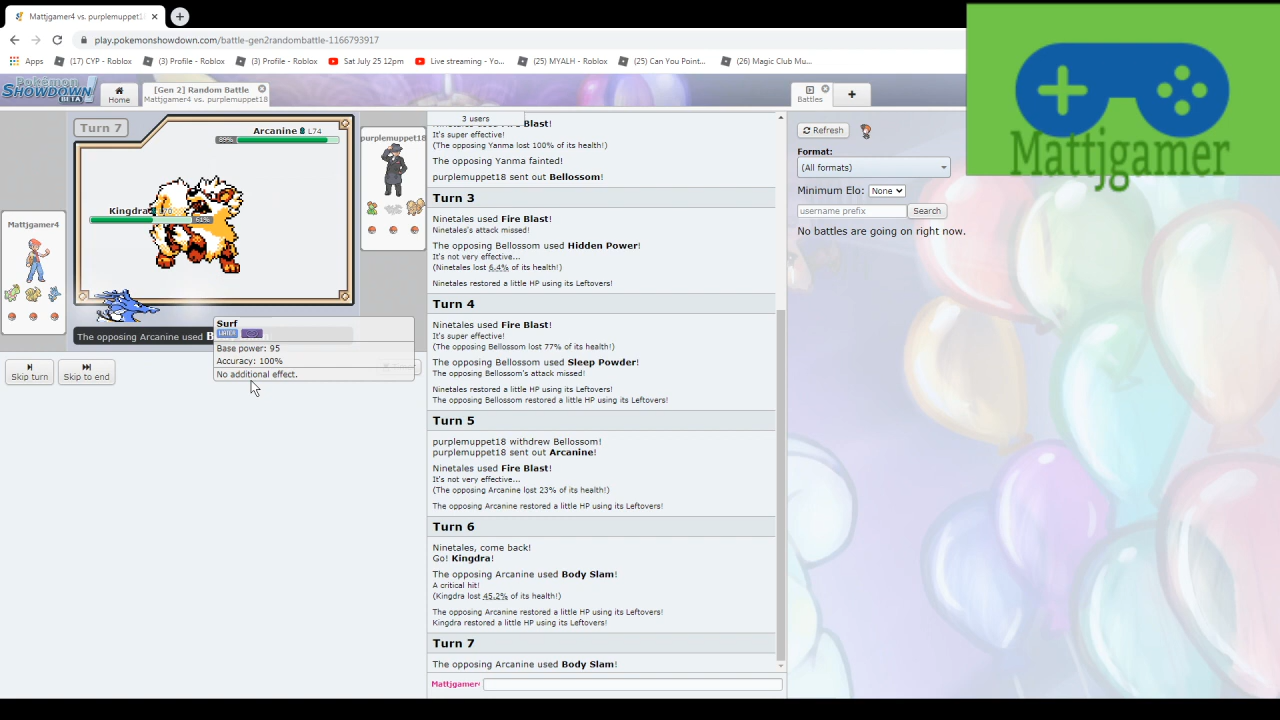 Mattjgamer4 vs. purplemuppet1
play.pokemonshowdown.com/battle-gen2randombattle-1166793917
Apps
(17) CYP - Roblox
(3) Profile - Roblox
(3) Profile - Roblox
Sat July 25 12pm
Live streaming - Yo...
(25) MYALH - Roblox
(25) Can You Point...
(26) Magic Club Mu...
Mattjgamer
Pokémon
Showdown!
BETA
Home
[Gen 2] Random Battle
Mattjgamer4 vs. purplemuppet18
Battles
Turn 7
Arcanine L74
89%
Kingdra
61%
Mattjgamer4
purplemuppet18
The opposing Arcanine used B
Surf
WATER
Base power: 95
Accuracy: 100%
No additional effect.
Skip turn
Skip to end
3 users
Blast!
It's super effective!
(The opposing Yanma lost 100% of its health!)
The opposing Yanma fainted!
purplemuppet18 sent out Bellossom!
Turn 3
Ninetales used Fire Blast!
Ninetales's attack missed!
The opposing Bellossom used Hidden Power!
It's not very effective...
(Ninetales lost 6.4% of its health!)
Ninetales restored a little HP using its Leftovers!
Turn 4
Ninetales used Fire Blast!
It's super effective!
(The opposing Bellossom lost 77% of its health!)
The opposing Bellossom used Sleep Powder!
The opposing Bellossom's attack missed!
Ninetales restored a little HP using its Leftovers!
The opposing Bellossom restored a little HP using its Leftovers!
Turn 5
purplemuppet18 withdrew Bellossom!
purplemuppet18 sent out Arcanine!
Ninetales used Fire Blast!
It's not very effective...
(The opposing Arcanine lost 23% of its health!)
The opposing Arcanine restored a little HP using its Leftovers!
Turn 6
Ninetales, come back!
Go! Kingdra!
The opposing Arcanine used Body Slam!
A critical hit!
(Kingdra lost 45.2% of its health!)
The opposing Arcanine restored a little HP using its Leftovers!
Kingdra restored a little HP using its Leftovers!
Turn 7
The opposing Arcanine used Body Slam!
Mattjgamer
Refresh
Format:
(All formats)
Minimum Elo: None
username prefix
Search
No battles are going on right now.